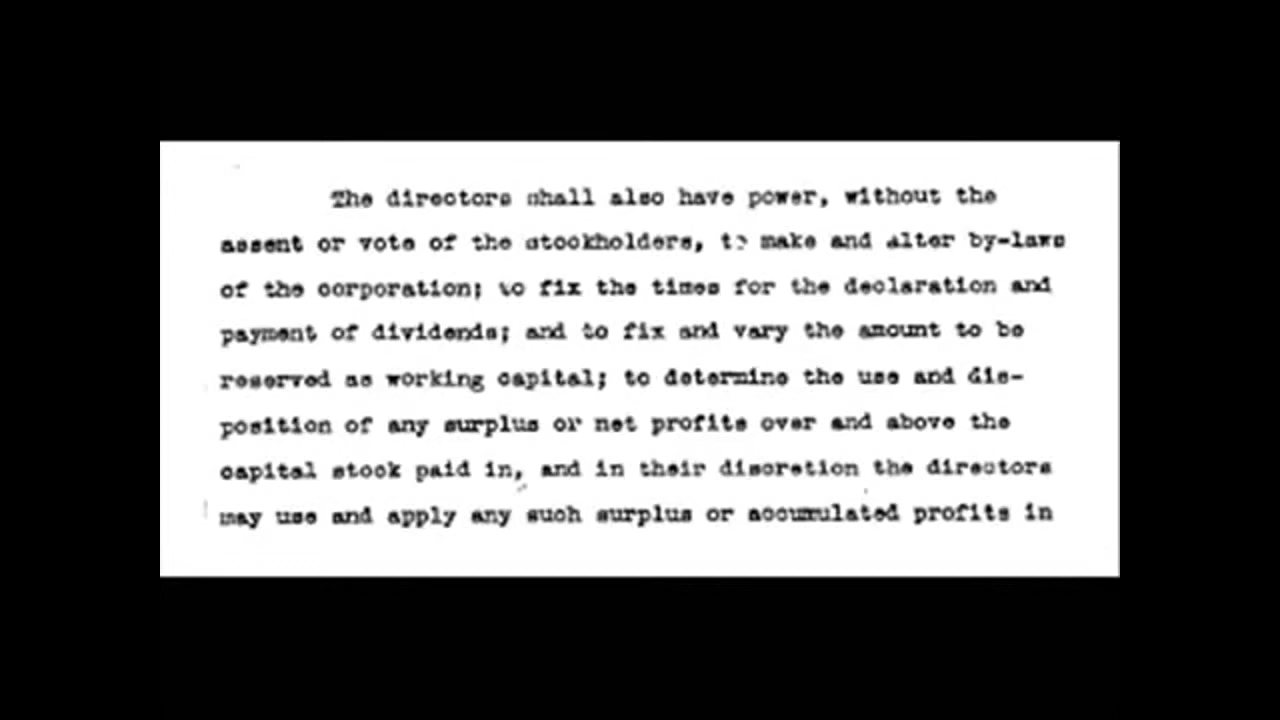 The directors shall also have power, without the
assent or vote of the stockholders, to make and alter by-laws
of the corporation; to fix the times for the declaration and
payment of dividends; and to fix and vary the amount to be
reserved as working capital; to determine the use and dis-
position of any surplus or net profits over and above the
capital stock paid in, and in their discretion the directors
may use and apply any such surplus or accumulated profits in